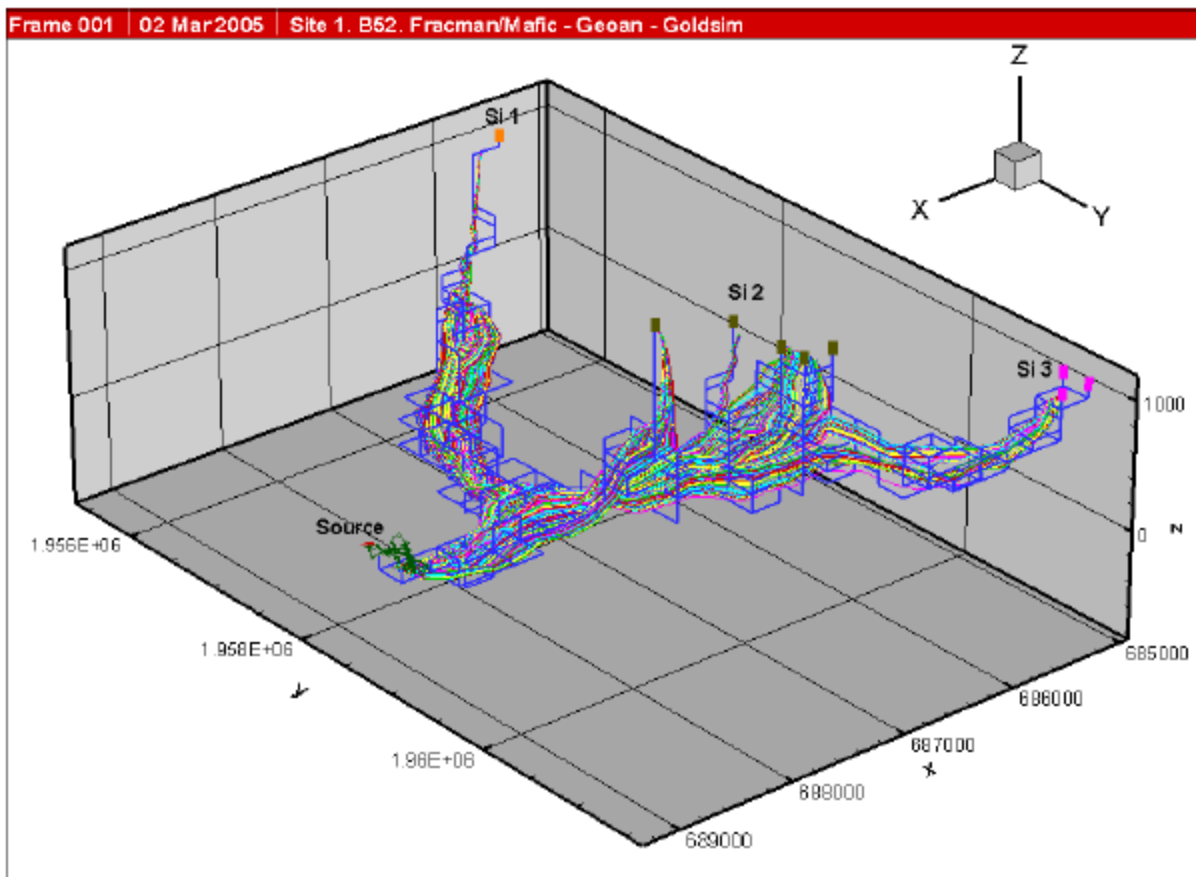 Frame 001 | 02 Mar 2005 | Site 1. B52. Fracman/Mafic - Geoan - Goldsim
Z
X
Y
Si 1
Si 2
Si 3
1000
0
z
Source
1.956E+06
1.958E+06
1.96E+06
y
685000
686000
687000
x
688000
689000